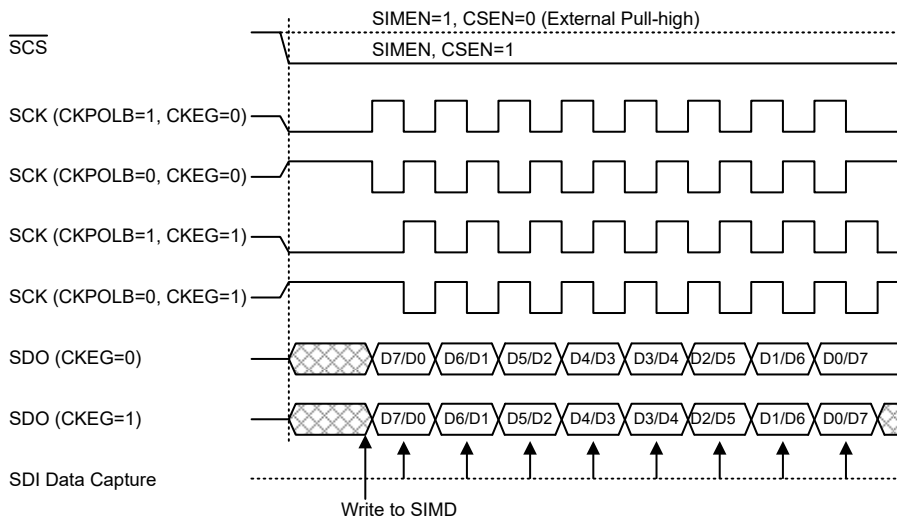 SIMEN=1, CSEN=0 (External Pull-high)
SCS
SIMEN, CSEN=1
SCK (CKPOLB=1, CKEG=0)
SCK (CKPOLB=0, CKEG=0)
SCK (CKPOLB=1, CKEG=1)
SCK (CKPOLB=0, CKEG=1)
SDO (CKEG=0) D7/D0 D6/D1 D5/D2 D4/D3 D3/D4 D2/D5 D1/D6 D0/D7
SDO (CKEG=1) D7/D0 D6/D1 D5/D2 D4/D3 D3/D4 D2/D5 D1/D6 D0/D7
SDI Data Capture
Write to SIMD